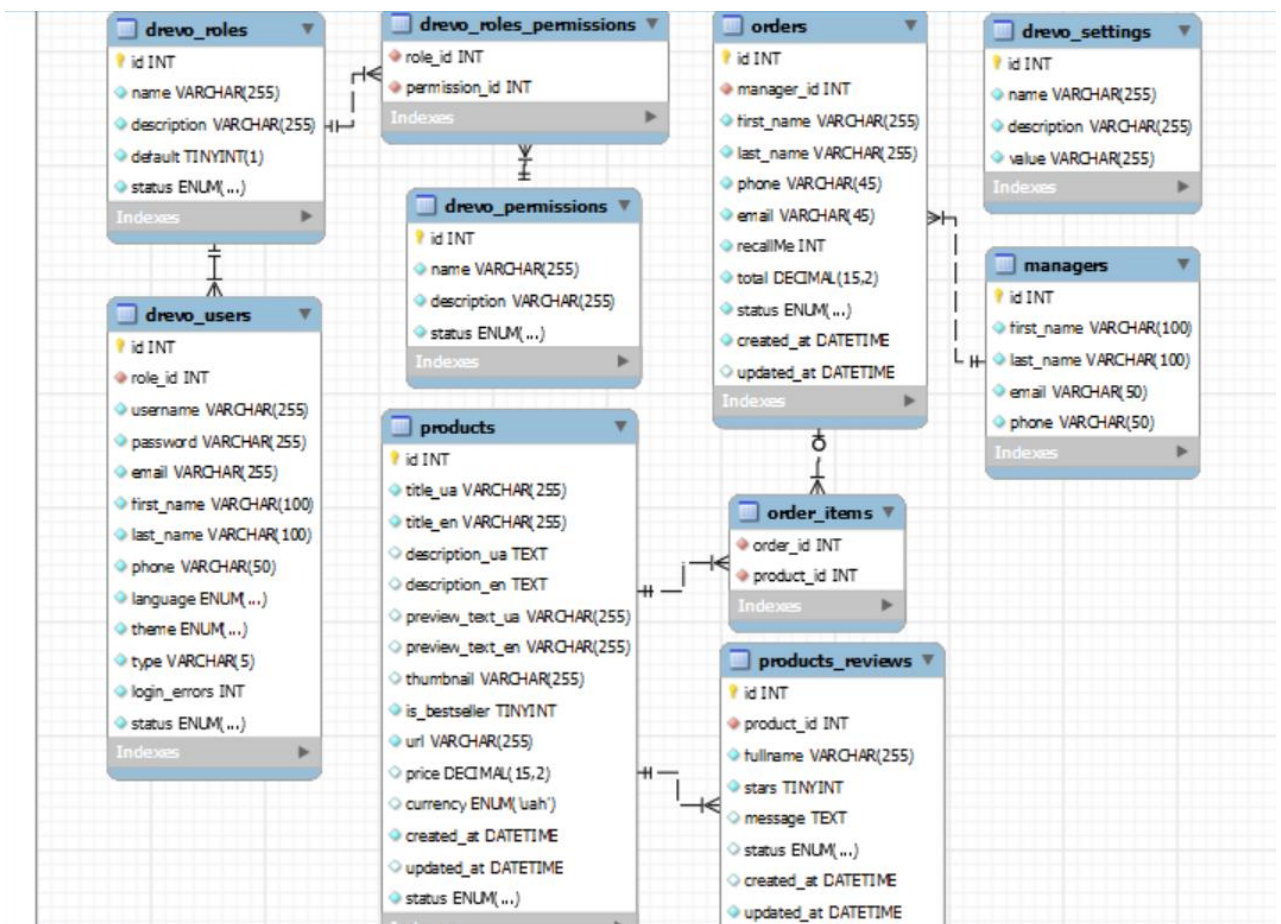 drevo_roles
id INT
name VARCHAR(255)
description VARCHAR(255)
default TINYINT(1)
status ENUM(...)
Indexes
drevo_roles_permissions
role_id INT
permission_id INT
Indexes
orders
id INT
manager_id INT
first_name VARCHAR(255)
last_name VARCHAR(255)
phone VARCHAR(45)
email VARCHAR(45)
recallMe INT
total DECIMAL(15,2)
status ENUM(...)
created_at DATETIME
updated_at DATETIME
Indexes
drevo_settings
id INT
name VARCHAR(255)
description VARCHAR(255)
value VARCHAR(255)
Indexes
drevo_permissions
id INT
name VARCHAR(255)
description VARCHAR(255)
status ENUM(...)
Indexes
managers
id INT
first_name VARCHAR(100)
last_name VARCHAR(100)
email VARCHAR(50)
phone VARCHAR(50)
Indexes
drevo_users
id INT
role_id INT
username VARCHAR(255)
password VARCHAR(255)
email VARCHAR(255)
first_name VARCHAR(100)
last_name VARCHAR(100)
phone VARCHAR(50)
language ENUM(...)
theme ENUM(...)
type VARCHAR(5)
login_errors INT
status ENUM(...)
Indexes
products
id INT
title_ua VARCHAR(255)
title_en VARCHAR(255)
description_ua TEXT
description_en TEXT
preview_text_ua VARCHAR(255)
preview_text_en VARCHAR(255)
thumbnail VARCHAR(255)
is_bestseller TINYINT
url VARCHAR(255)
price DECIMAL(15,2)
currency ENUM('uah')
created_at DATETIME
updated_at DATETIME
status ENUM(...)
order_items
order_id INT
product_id INT
Indexes
products_reviews
id INT
product_id INT
fullname VARCHAR(255)
stars TINYINT
message TEXT
status ENUM(...)
created_at DATETIME
updated_at DATETIME